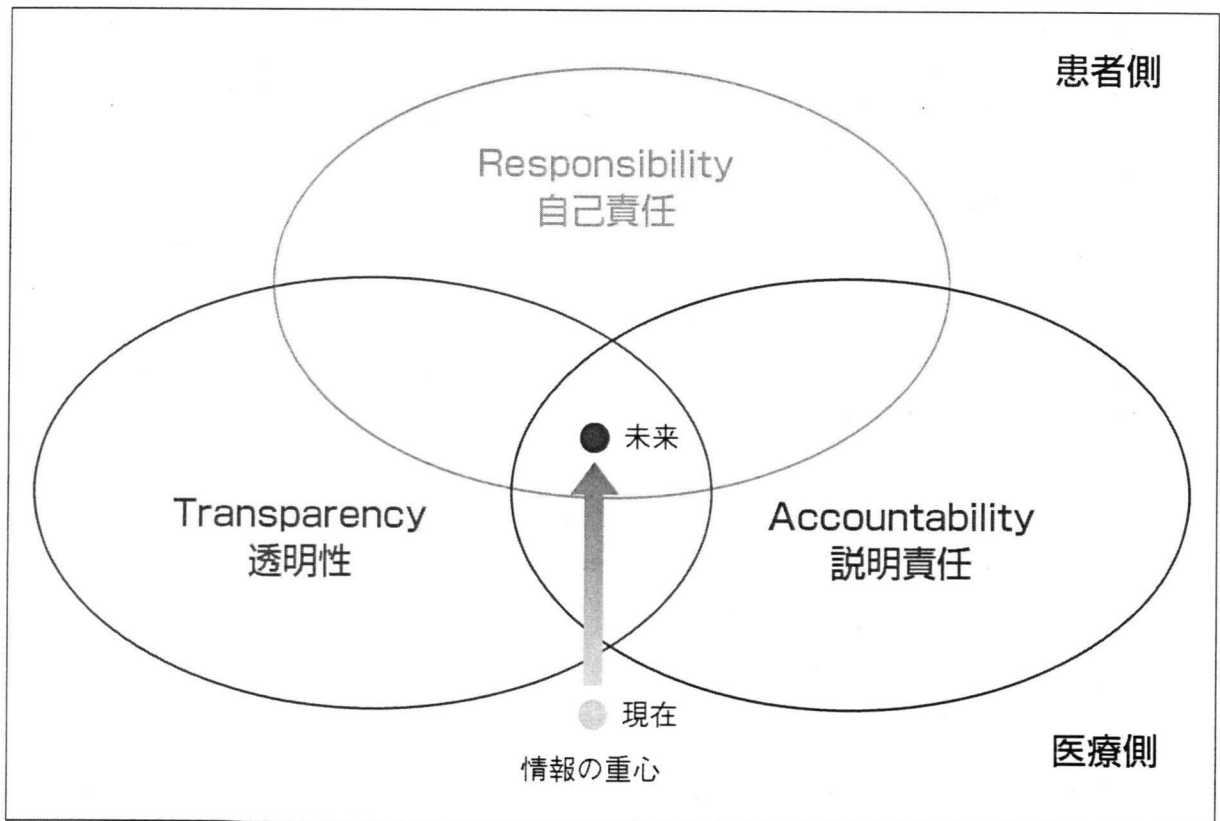 患者側
Responsibility
自己責任
未来
Transparency
透明性
Accountability
説明責任
現在
情報の重心
医療側